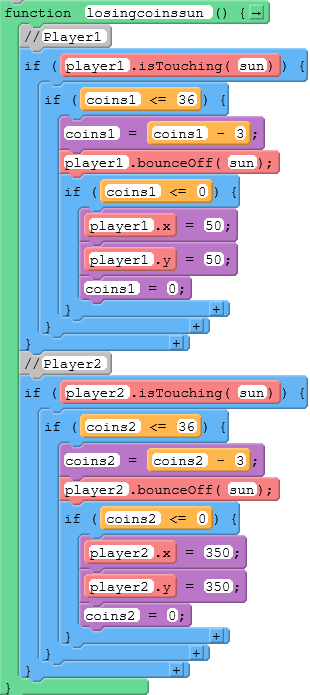 function losingcoinssun () { →
//Player1
if ( player1.isTouching( sun) ) {
if ( coins1 <= 36 ) {
coins1 = coins1 - 3 ;
player1.bounceOff( sun);
if ( coins1 <= 0 ) {
player1.x = 50;
player1.y = 50;
coins1 = 0;
} +
} +
} +
//Player2
if ( player2.isTouching( sun) ) {
if ( coins2 <= 36 ) {
coins2 = coins2 - 3 ;
player2.bounceOff( sun);
if ( coins2 <= 0 ) {
player2.x = 350;
player2.y = 350;
coins2 = 0;
} +
} +
} +
}